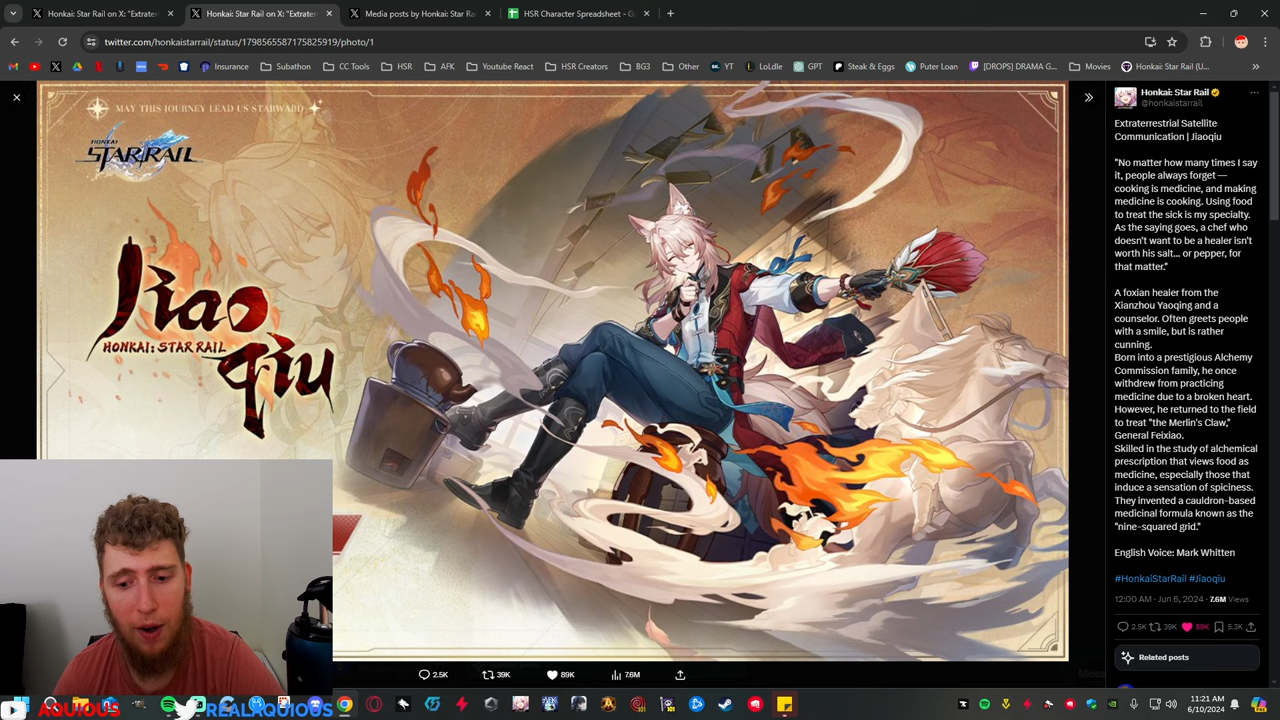 Honkai: Star Rail on X: "Extater
Honkai: Star Rail on X: "Extater
Media posts by Honkai: Star Ra
HSR Character Spreadsheet - G
twitter.com/honkaistarrail/status/1798565587175825919/photo/1
Insurance
Subathon
CC Tools
HSR
AFK
Youtube React
HSR Creators
BG3
Other
YT
Loldle
GPT
Steak & Eggs
Puter Loan
[DROPS] DRAMA G...
Movies
Honkai: Star Rail (U...
MAY THIS JOURNEY LEAD US STARWARD
HONKAI:
STAR RAIL
Jiao
HONKAI: STAR RAIL
qiu
Honkai: Star Rail
@honkaistarrail
Extraterrestrial Satellite
Communication | Jiaoqiu
"No matter how many times I say
it, people always forget —
cooking is medicine, and making
medicine is cooking. Using food
to treat the sick is my specialty.
As the saying goes, a chef who
doesn't want to be a healer isn't
worth his salt... or pepper, for
that matter."
A foxian healer from the
Xianzhou Yaoqing and a
counselor. Often greets people
with a smile, but is rather
cunning.
Born into a prestigious Alchemy
Commission family, he once
withdrew from practicing
medicine due to a broken heart.
However, he returned to the field
to treat "the Merlin's Claw,"
General Feixiao.
Skilled in the study of alchemical
prescription that views food as
medicine, especially those that
induce a sensation of spiciness.
They invented a cauldron-based
medicinal formula known as the
"nine-squared grid."
English Voice: Mark Whitten
#HonkaiStarRail #Jiaoqiu
12:00 AM · Jun 6, 2024 · 7.6M Views
2.5K 39K 89K 5.3K
Related posts
2.5K 39K 89K 7.6M
AQUIOUS
REALAQUIOUS
11:21 AM
6/10/2024